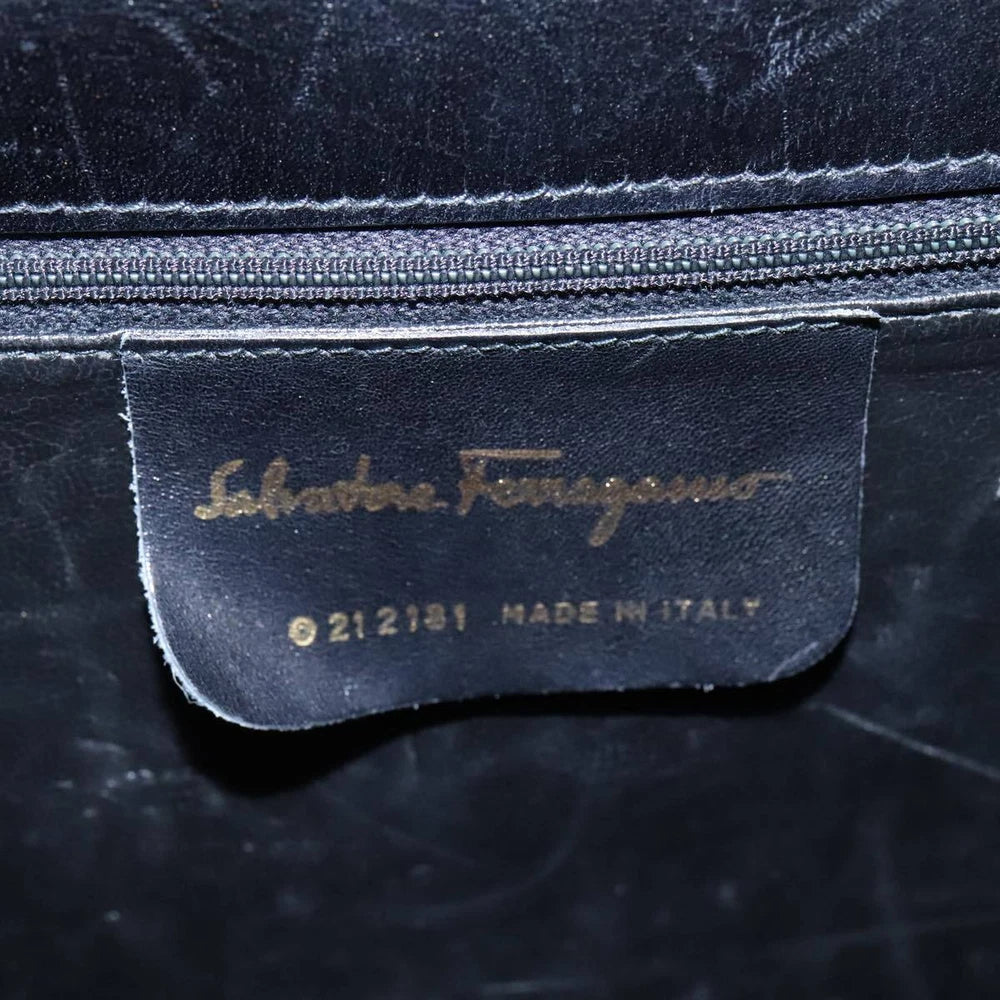 Salvatore Ferragamo
© 21 2181 MADE IN ITALY